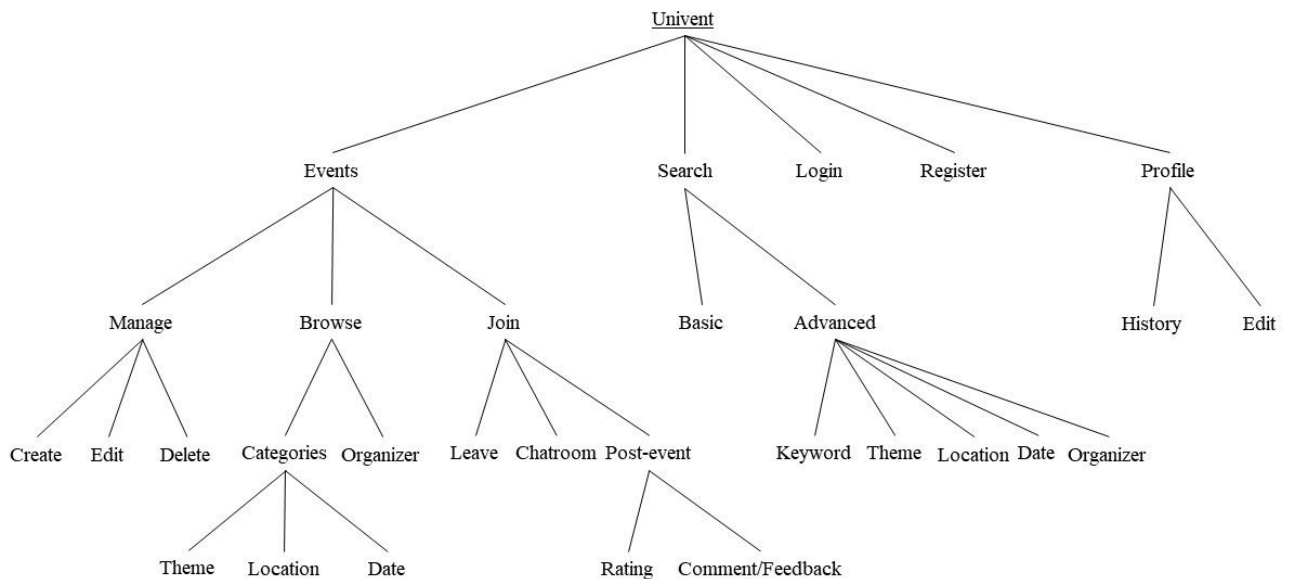 Univent
Events Search Login Register Profile
Manage Browse Join Basic Advanced History Edit
Create Edit Delete Categories Organizer Leave Chatroom Post-event Keyword Theme Location Date Organizer
Theme Location Date Rating Comment/Feedback